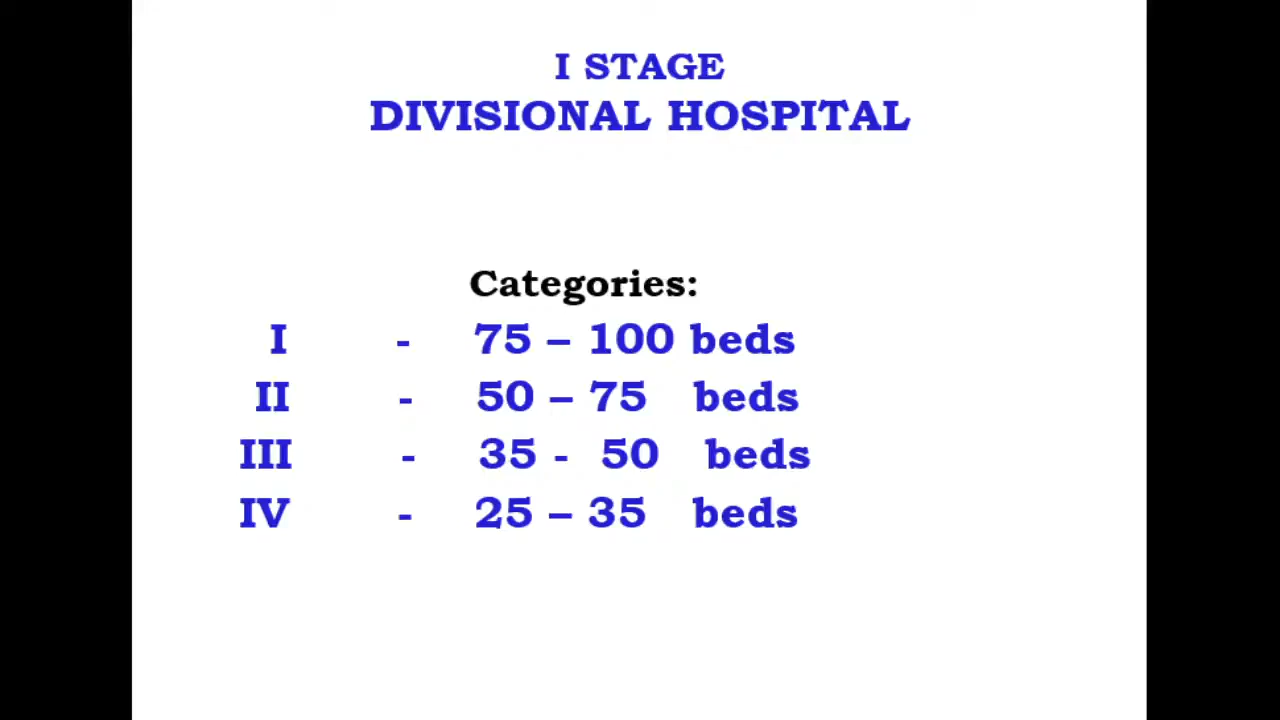 I STAGE
DIVISIONAL HOSPITAL
Categories:
I - 75 – 100 beds
II - 50 – 75 beds
III - 35 - 50 beds
IV - 25 – 35 beds